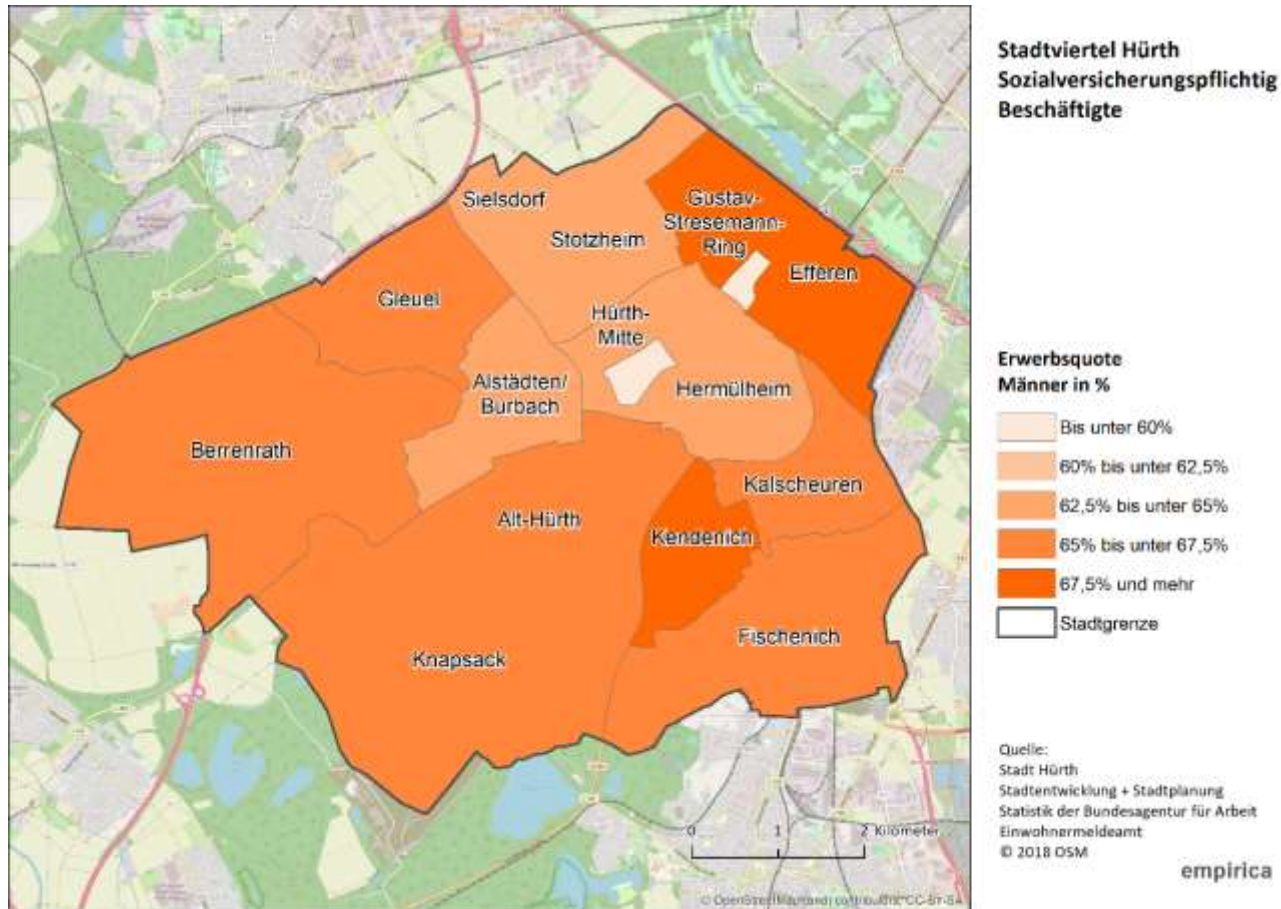 Stadtviertel Hürth
Sozialversicherungspflichtig
Beschäftigte
Sielsdorf
Stotzheim
Gustav-
Stresemann-
Ring
Efferen
Gleuel
Hürth-
Mitte
Alstädten/
Burbach
Hermülheim
Berrenrath
Kalscheuren
Alt-Hürth
Kendenich
Fischenich
Knapsack
Erwerbsquote
Männer in %
Bis unter 60%
60% bis unter 62,5%
62,5% bis unter 65%
65% bis unter 67,5%
67,5% und mehr
Stadtgrenze
0 1 2 Kilometer
Quelle:
Stadt Hürth
Stadtentwicklung + Stadtplanung
Statistik der Bundesagentur für Arbeit
Einwohnermeldeamt
© 2018 OSM
empirica